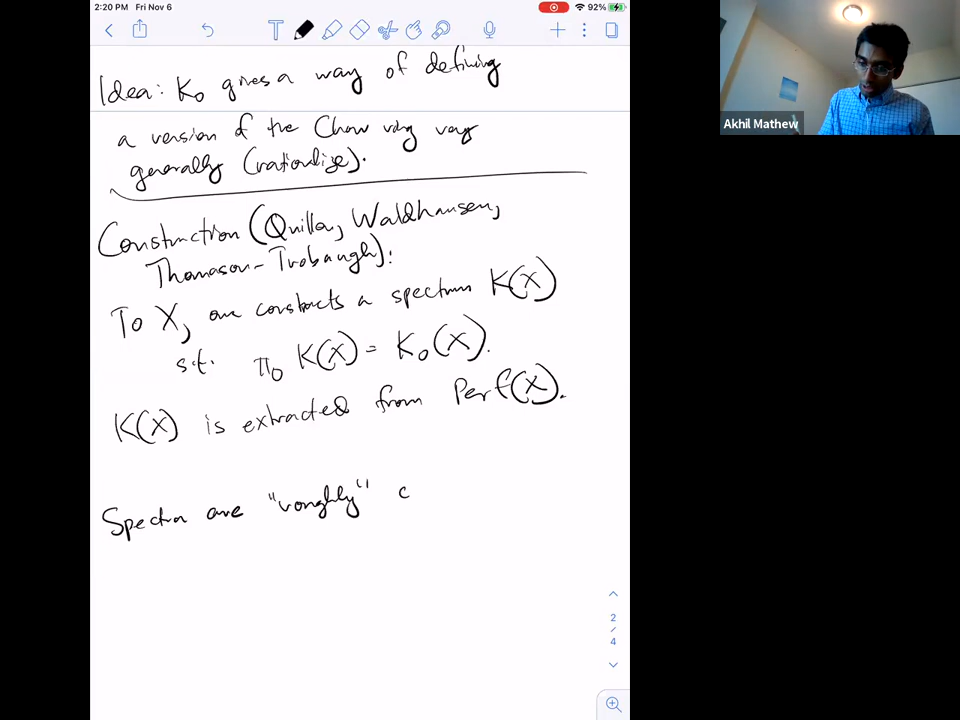 2:20 PM Fri Nov 6
92%
Idea: K₀ gives a way of defining
a version of the Chow ring very
generally (rationalize).
Construction (Quillen, Waldhausen,
Thomason-Trobaugh):
To X, one constructs a spectrum K(X)
s.t. π₀ K(X) = K₀(X).
K(X) is extracted from Perf(X).
Spectra are "roughly" c
2
/
4
Akhil Mathew